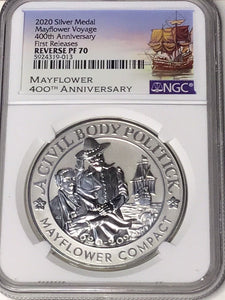 2020 Silver Medal
Mayflower Voyage
400th Anniversary
First Releases
REVERSE PF 70
5924319-013
MAYFLOWER
400TH ANNIVERSARY
NGC
A CIVIL BODY POLITICK
MAYFLOWER COMPACT